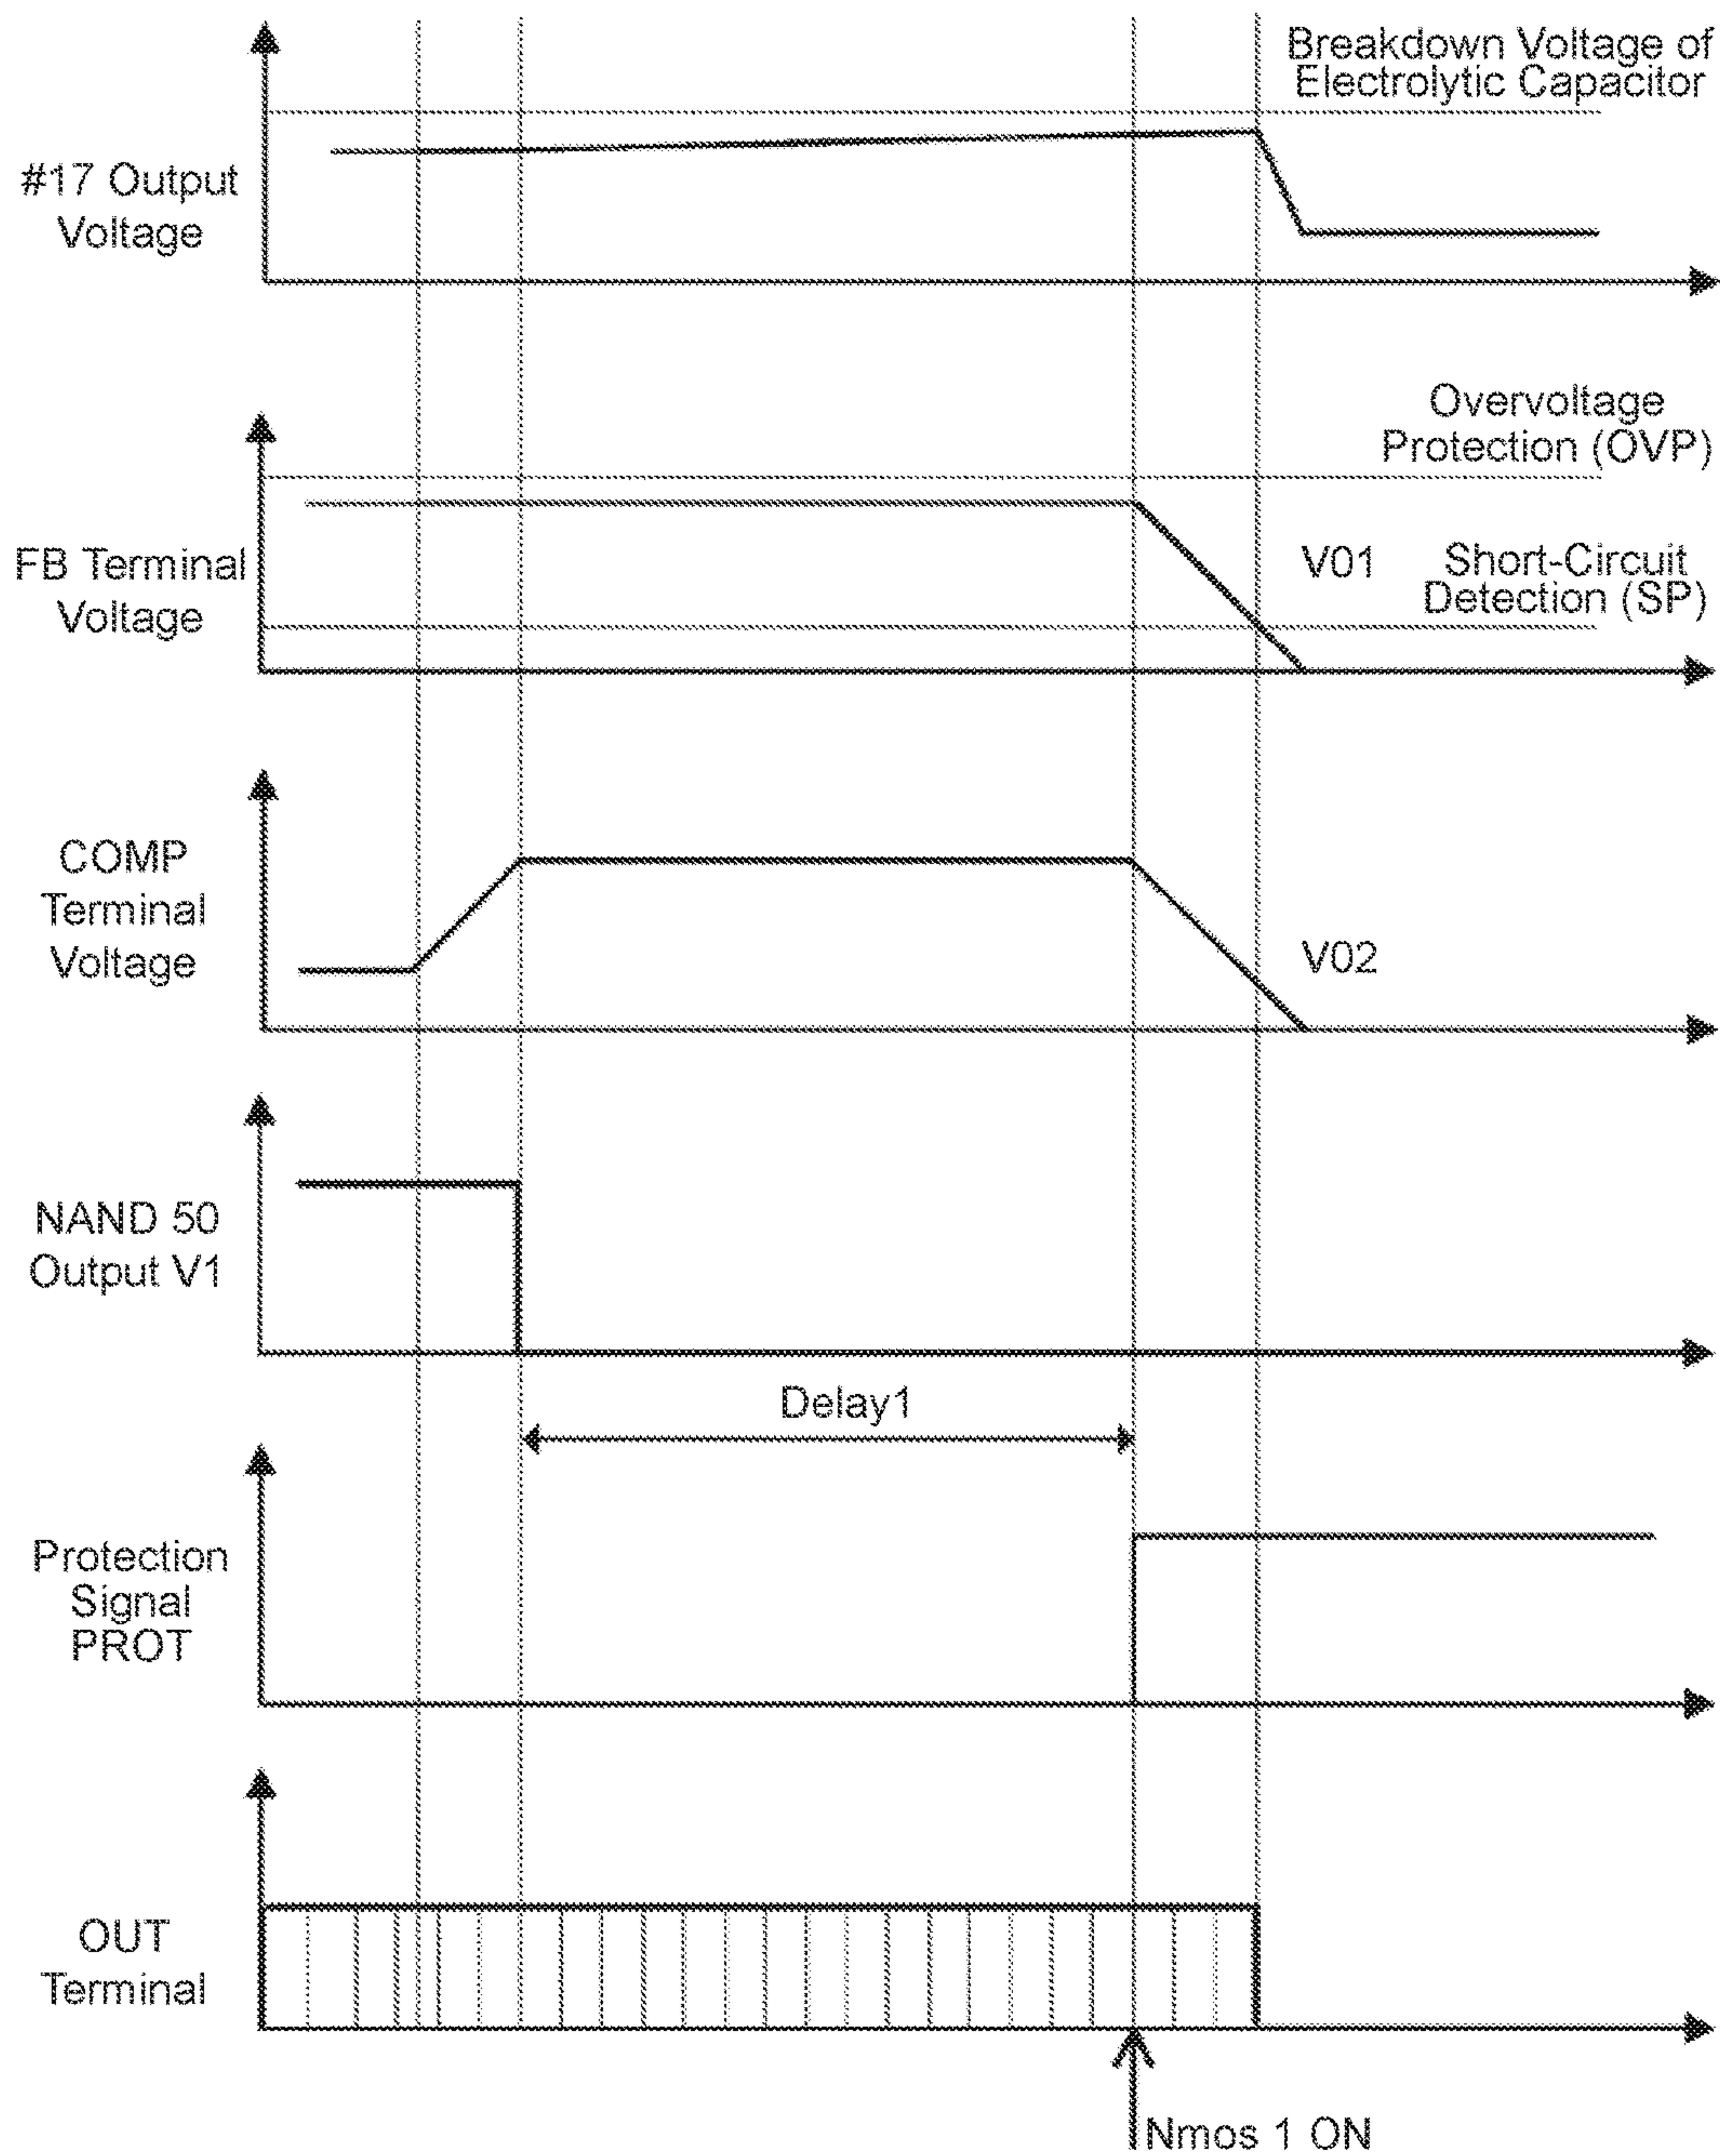 Breakdown Voltage of
Electrolytic Capacitor
#17 Output
Voltage
Overvoltage
Protection (OVP)
FB Terminal
Voltage
V01
Short-Circuit
Detection (SP)
COMP
Terminal
Voltage
V02
NAND 50
Output V1
Delay1
Protection
Signal
PROT
OUT
Terminal
Nmos 1 ON